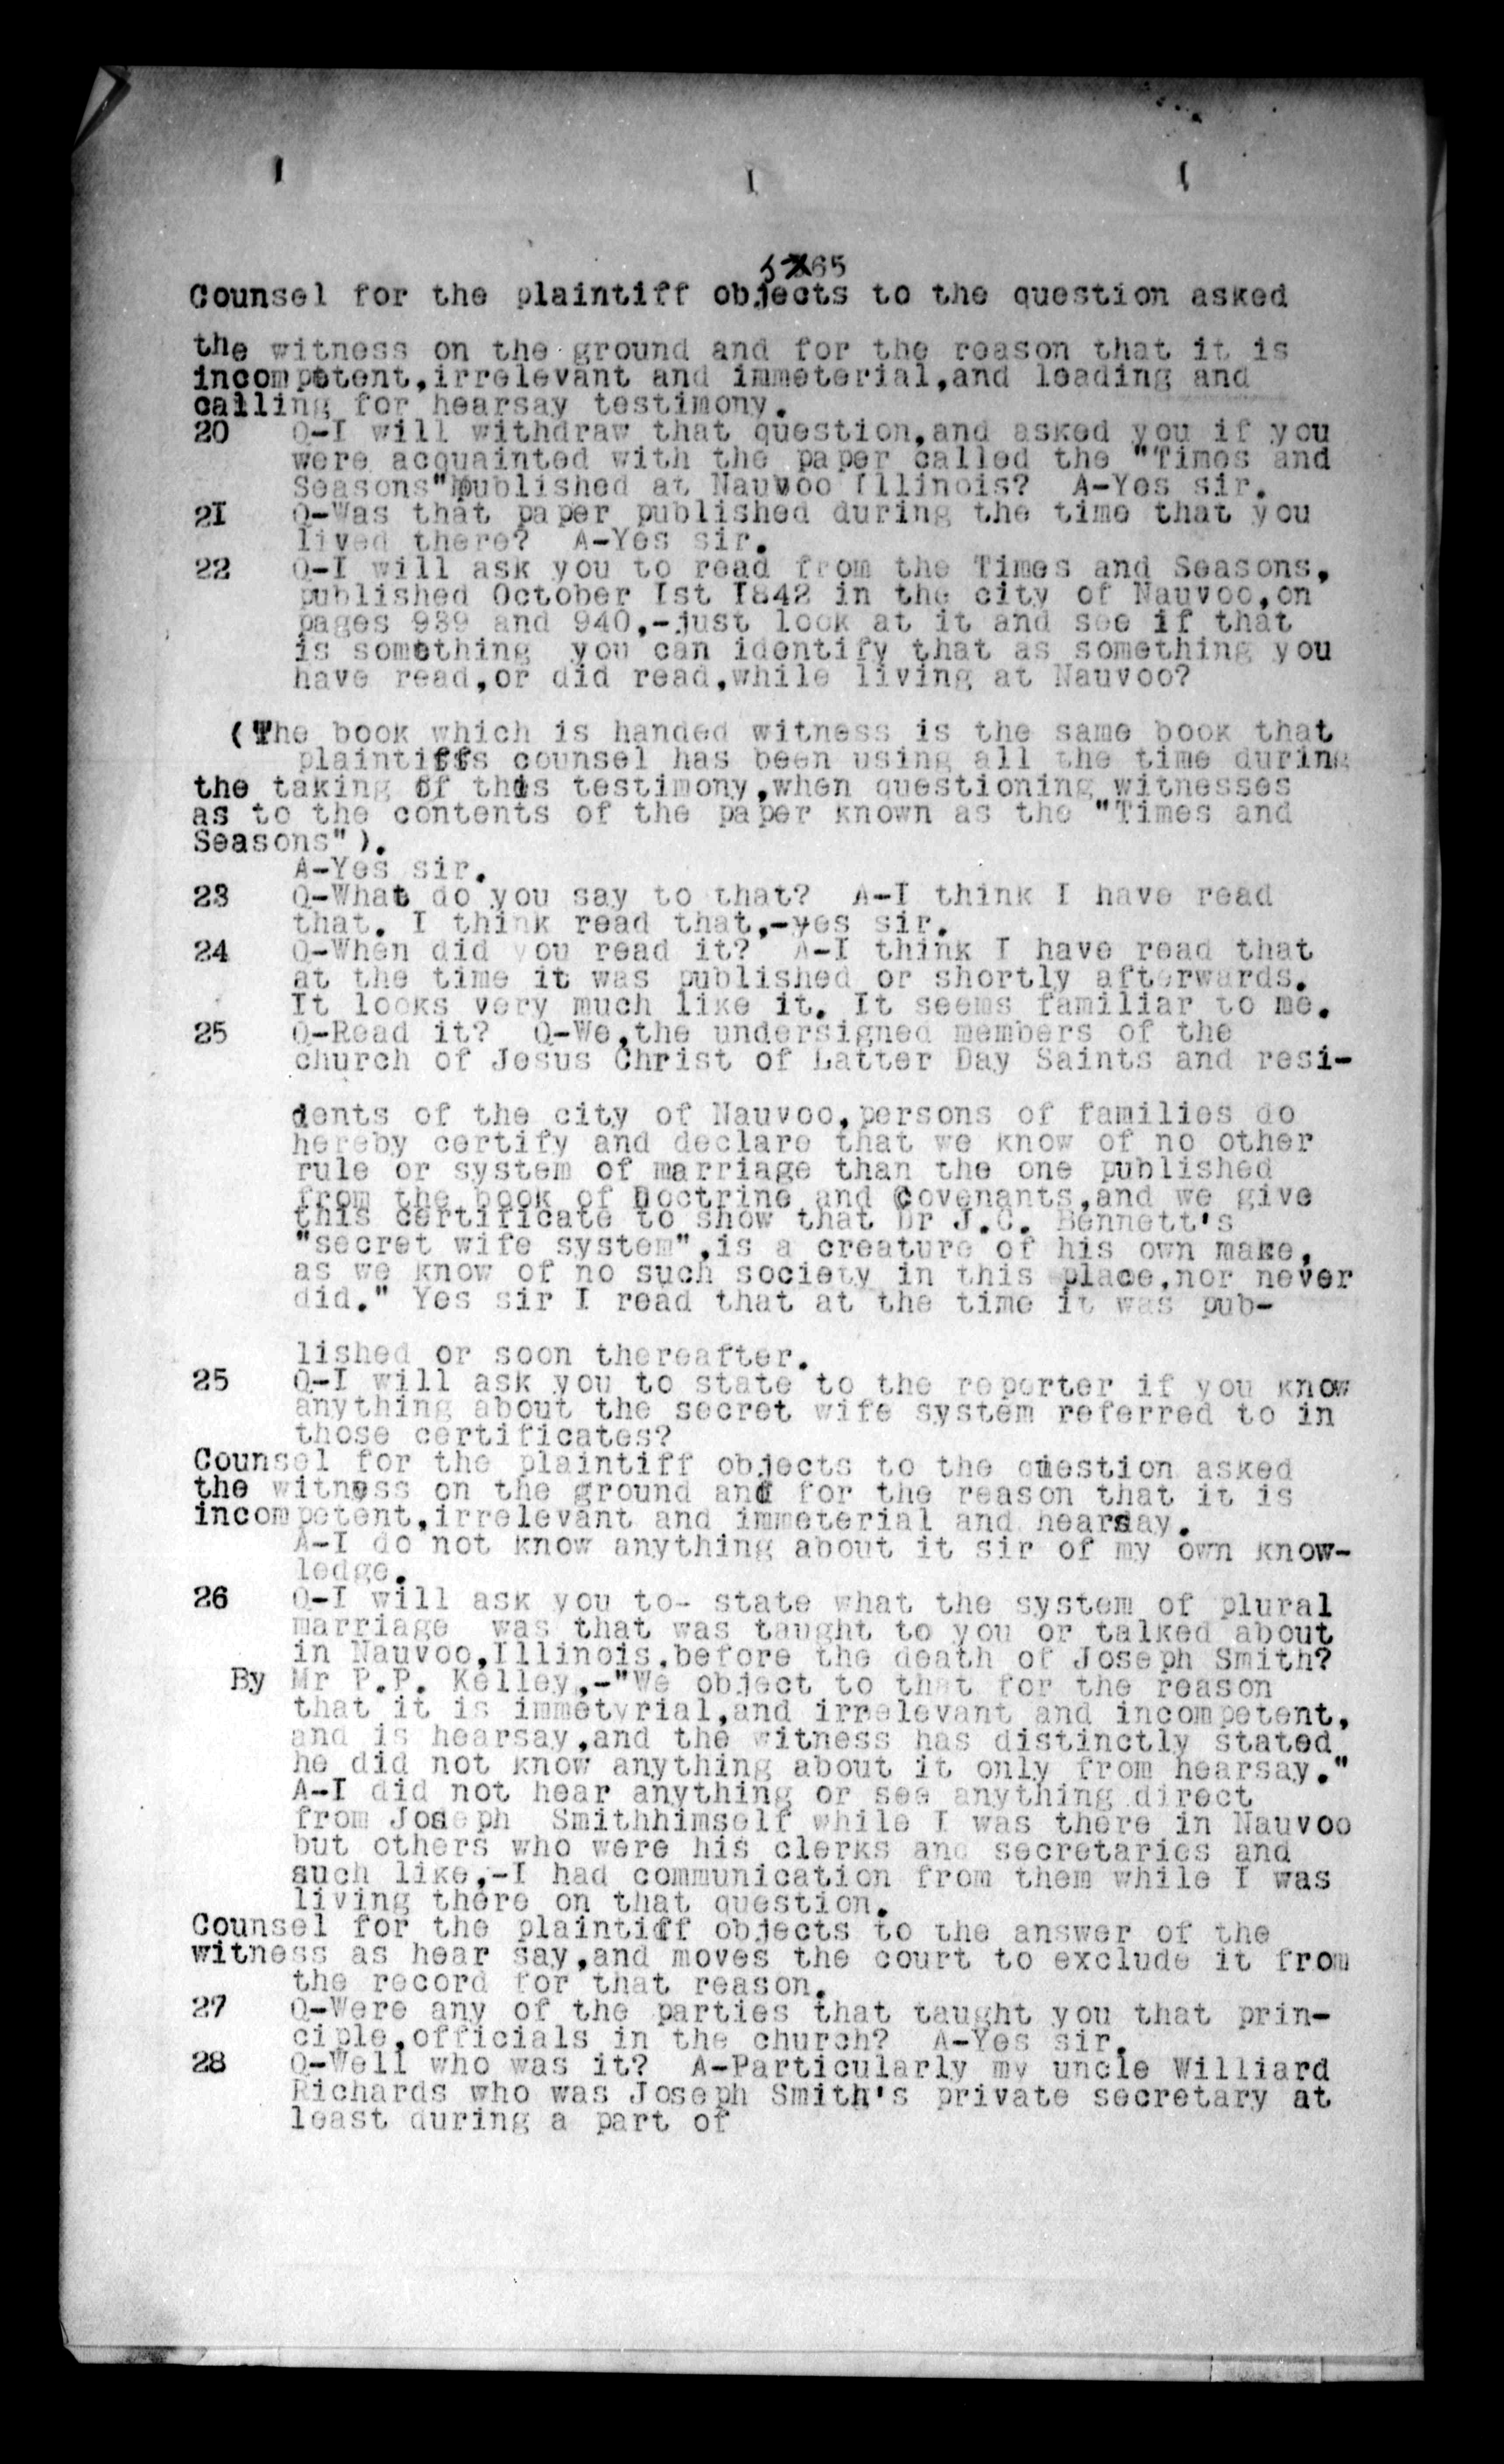 565
Counsel for the plaintiff objects to the question asked
the witness on the ground and for the reason that it is
incompetent,irrelevant and immeterial,and leading and
calling for hearsay testimony.
20 Q-I will withdraw that question,and asked you if you
were acquainted with the paper called the "Times and
Seasons"published at Nauvoo Illinois? A-Yes sir.
2I Q-Was that paper published during the time that you
lived there? A-Yes sir.
22 Q-I will ask you to read from the Times and Seasons,
published October Ist I842 in the city of Nauvoo,on
pages 939 and 940,-just look at it and see if that
is something you can identify that as something you
have read,or did read,while living at Nauvoo?
(The book which is handed witness is the same book that
plaintiffs counsel has been using all the time during
the taking of this testimony,when questioning witnesses
as to the contents of the paper known as the "Times and
Seasons").
A-Yes sir.
23 Q-What do you say to that? A-I think I have read
that. I think read that,-yes sir.
24 Q-When did you read it? A-I think I have read that
at the time it was published or shortly afterwards.
It looks very much like it. It seems familiar to me.
25 Q-Read it? Q-We,the undersigned members of the
church of Jesus Christ of Latter Day Saints and resi-
dents of the city of Nauvoo,persons of families do
hereby certify and declare that we know of no other
rule or system of marriage than the one published
from the book of Doctrine and Covenants,and we give
this certificate to show that Dr J.C. Bennett's
"secret wife system",is a creature of his own make,
as we know of no such society in this place,nor never
did." Yes sir I read that at the time it was pub-
lished or soon thereafter.
25 Q-I will ask you to state to the reporter if you know
anything about the secret wife system referred to in
those certificates?
Counsel for the plaintiff objects to the question asked
the witness on the ground and for the reason that it is
incompetent,irrelevant and immeterial and hearsay.
A-I do not know anything about it sir of my own know-
ledge.
26 Q-I will ask you to- state what the system of plural
marriage was that was taught to you or talked about
in Nauvoo,Illinois.before the death of Joseph Smith?
By Mr P.P. Kelley,-"We object to that for the reason
that it is immetyrial,and irrelevant and incompetent,
and is hearsay,and the witness has distinctly stated
he did not know anything about it only from hearsay."
A-I did not hear anything or see anything direct
from Joseph Smithhimself while I was there in Nauvoo
but others who were his clerks and secretaries and
such like,-I had communication from them while I was
living there on that question.
Counsel for the plaintiff objects to the answer of the
witness as hear say,and moves the court to exclude it from
the record for that reason.
27 Q-Were any of the parties that taught you that prin-
ciple,officials in the church? A-Yes sir.
28 Q-Well who was it? A-Particularly my uncle Williard
Richards who was Joseph Smith's private secretary at
least during a part of